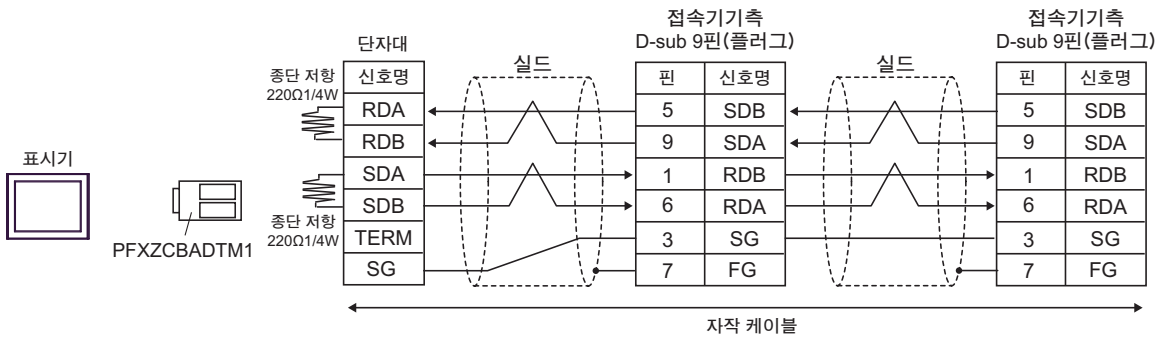 접속기기측
D-sub 9핀(플러그)
접속기기측
D-sub 9핀(플러그)
단자대
실드
실드
종단 저항
220Ω1/4W
신호명
핀 신호명
핀 신호명
RDA
5 SDB
5 SDB
RDB
9 SDA
9 SDA
표시기
SDA
1 RDB
1 RDB
SDB
6 RDA
6 RDA
종단 저항
220Ω1/4W
PFXZCBADTM1
TERM
3 SG
3 SG
SG
7 FG
7 FG
자작 케이블